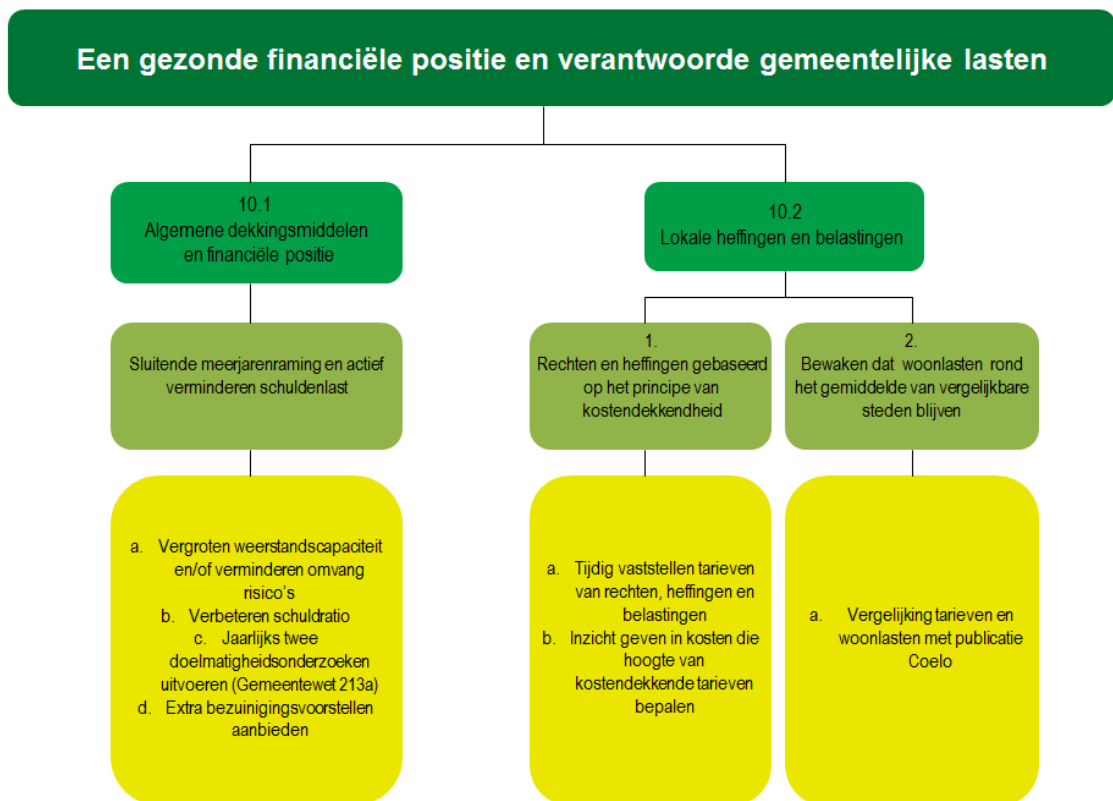 Een gezonde financiële positie en verantwoorde gemeentelijke lasten
10.1
Algemene dekkingsmiddelen
en financiële positie
10.2
Lokale heffingen en belastingen
Sluitende meerjarenraming en actief
verminderen schuldenlast
1.
Rechten en heffingen gebaseerd
op het principe van
kostendekkendheid
2.
Bewaken dat woonlasten rond
het gemiddelde van vergelijkbare
steden blijven
a. Vergroten weerstandscapaciteit
en/of verminderen omvang
risico's
b. Verbeteren schuldratio
c. Jaarlijks twee
doelmatigheidsonderzoeken
uitvoeren (Gemeentewet 213a)
d. Extra bezuinigingsvoorstellen
aanbieden
a. Tijdig vaststellen tarieven
van rechten, heffingen en
belastingen
b. Inzicht geven in kosten die
hoogte van
kostendekkende tarieven
bepalen
a. Vergelijking tarieven en
woonlasten met publicatie
Coelo